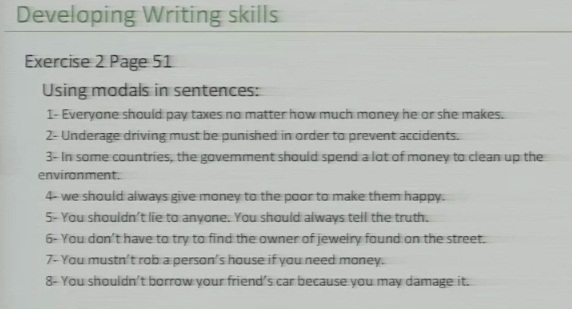 Developing Writing skills
Exercise 2 Page 51
Using modals in sentences:
1- Everyone should pay taxes no matter how much money he or she makes.
2- Underage driving must be punished in order to prevent accidents.
3- In some countries, the government should spend a lot of money to clean up the
environment.
4- we should always give money to the poor to make them happy.
5- You shouldn't lie to anyone. You should always tell the truth.
6- You don't have to try to find the owner of jewelry found on the street.
7- You mustn't rob a person's house if you need money.
8- You shouldn't borrow your friend's car because you may damage it.